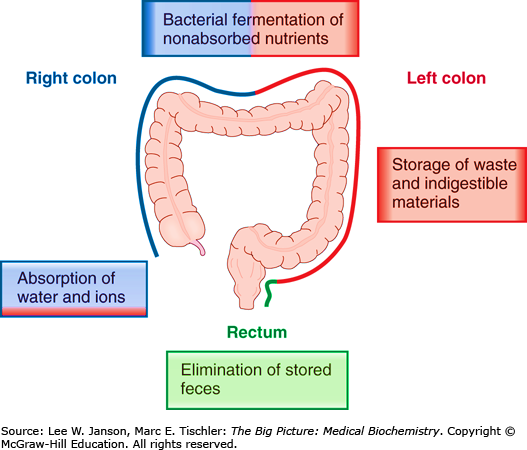 Bacterial fermentation of
nonabsorbed nutrients
Right colon
Left colon
Storage of waste
and indigestible
materials
Absorption of
water and ions
Rectum
Elimination of stored
feces
Source: Lee W. Janson, Marc E. Tischler: The Big Picture: Medical Biochemistry. Copyright ©
McGraw-Hill Education. All rights reserved.